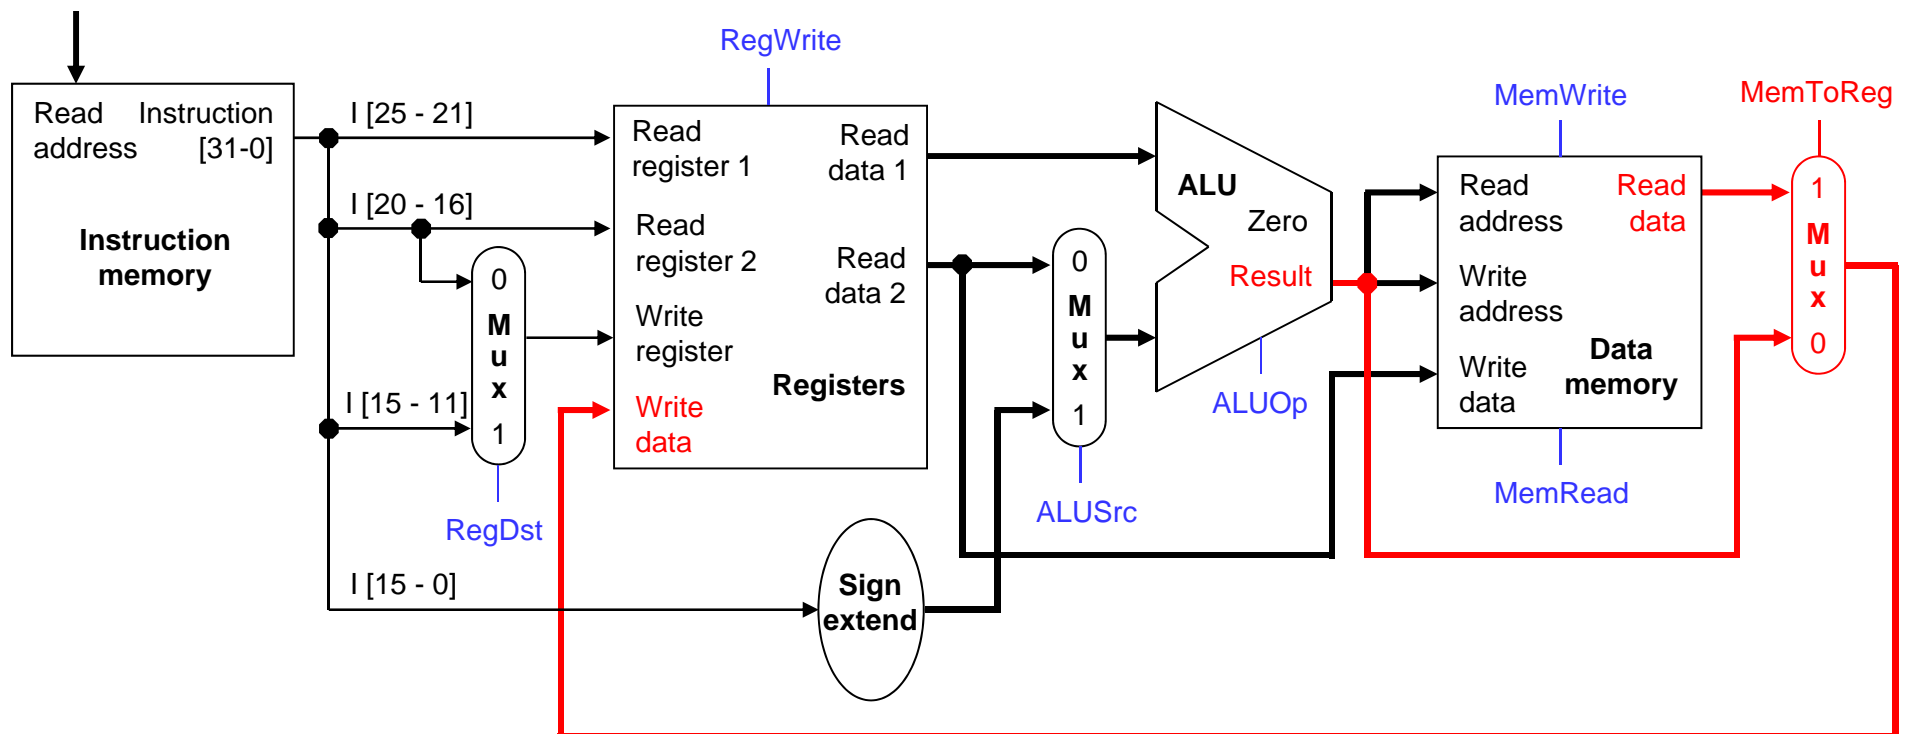 Read
address
Instruction
[31-0]
Instruction
memory
I [25 - 21]
I [20 - 16]
I [15 - 11]
I [15 - 0]
0
M
u
x
1
RegDst
RegWrite
Read
register 1
Read
data 1
Read
register 2
Read
data 2
Write
register
Registers
Write
data
Sign
extend
0
M
u
x
1
ALUSrc
ALU
Zero
Result
ALUOp
MemWrite
Read
address
Read
data
Write
address
Write
data
Data
memory
MemRead
MemToReg
1
M
u
x
0